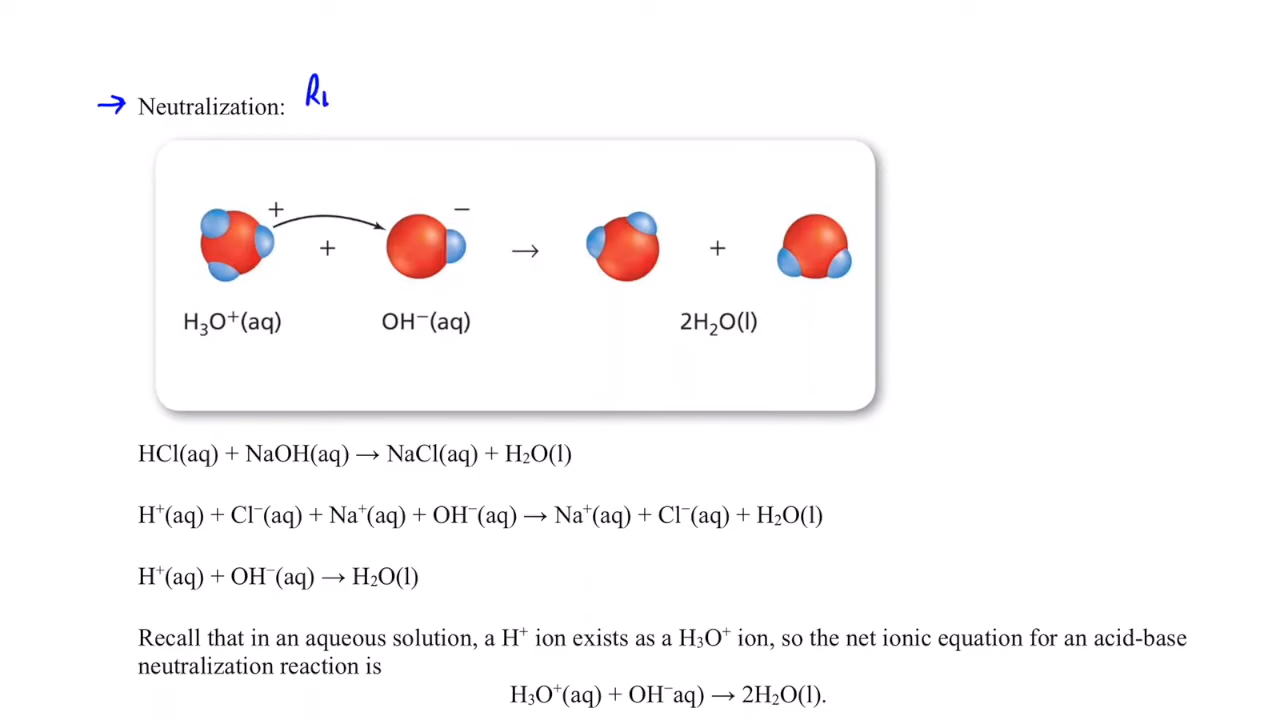 → Neutralization:
+ −
+ → +
H₃O⁺(aq) OH⁻(aq) 2H₂O(l)
HCl(aq) + NaOH(aq) → NaCl(aq) + H₂O(l)
H⁺(aq) + Cl⁻(aq) + Na⁺(aq) + OH⁻(aq) → Na⁺(aq) + Cl⁻(aq) + H₂O(l)
H⁺(aq) + OH⁻(aq) → H₂O(l)
Recall that in an aqueous solution, a H⁺ ion exists as a H₃O⁺ ion, so the net ionic equation for an acid-base
neutralization reaction is
H₃O⁺(aq) + OH⁻aq) → 2H₂O(l).